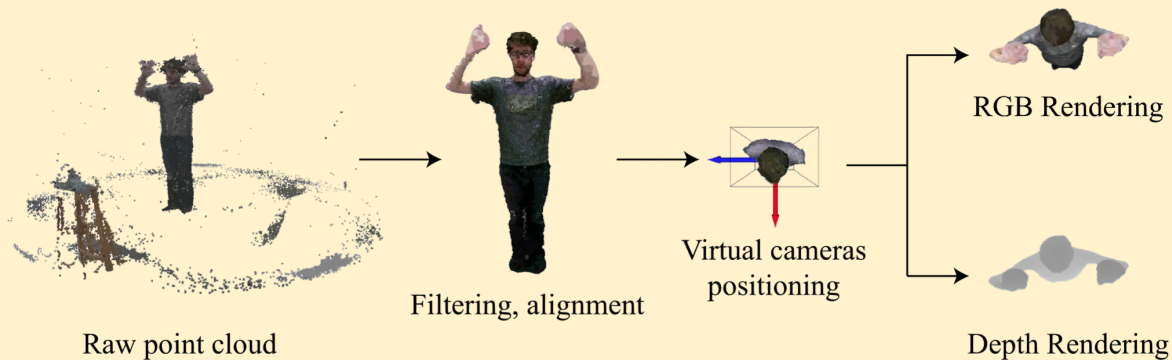 Raw point cloud
Filtering, alignment
Virtual cameras
positioning
RGB Rendering
Depth Rendering